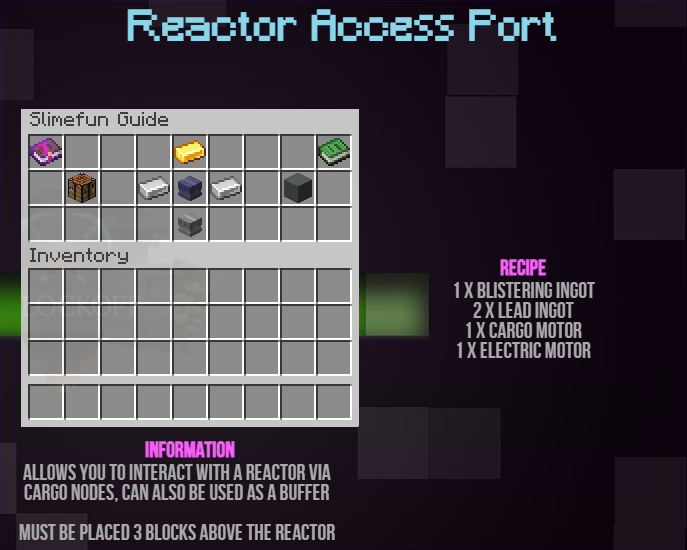 Reactor Access Port
Slimefun Guide
Inventory
RECIPE
1 X BLISTERING INGOT
2 X LEAD INGOT
1 X CARGO MOTOR
1 X ELECTRIC MOTOR
INFORMATION
ALLOWS YOU TO INTERACT WITH A REACTOR VIA
CARGO NODES, CAN ALSO BE USED AS A BUFFER
MUST BE PLACED 3 BLOCKS ABOVE THE REACTOR